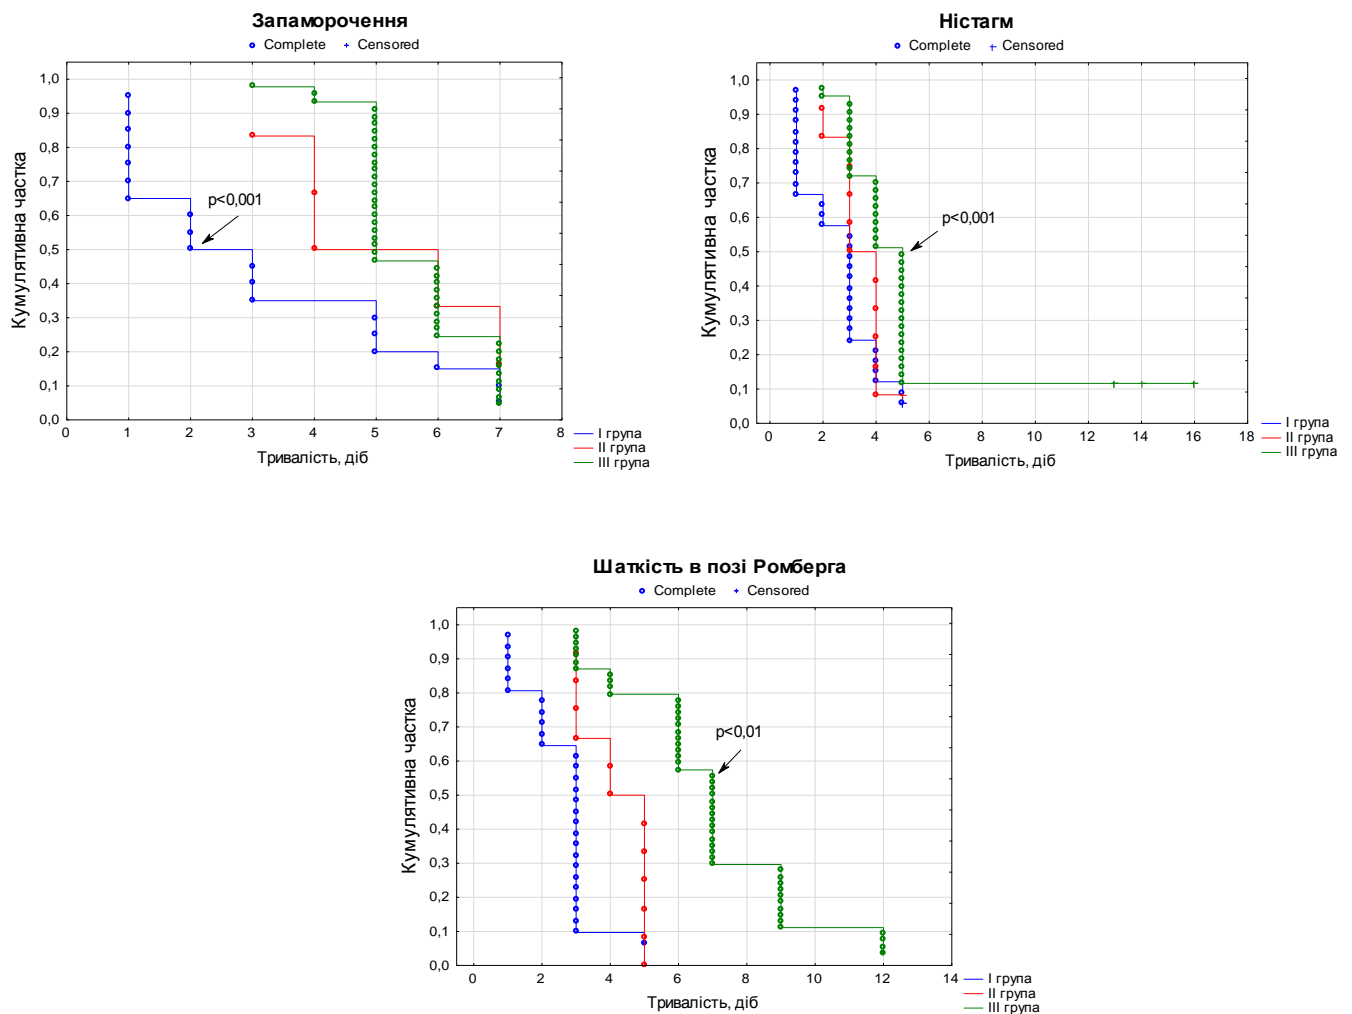 Запаморочення
Complete Censored
Кумулятивна частка
1,0
0,9
0,8
0,7
0,6
0,5
0,4
0,3
0,2
0,1
0,0
p<0,001
0 1 2 3 4 5 6 7 8
Тривалість, діб
I група
II група
III група
Ністагм
Complete Censored
Кумулятивна частка
1,0
0,9
0,8
0,7
0,6
0,5
0,4
0,3
0,2
0,1
0,0
p<0,001
0 2 4 6 8 10 12 14 16 18
Тривалість, діб
I група
II група
III група
Шаткість в позі Ромберга
Complete Censored
Кумулятивна частка
1,0
0,9
0,8
0,7
0,6
0,5
0,4
0,3
0,2
0,1
0,0
p<0,01
0 2 4 6 8 10 12 14
Тривалість, діб
I група
II група
III група